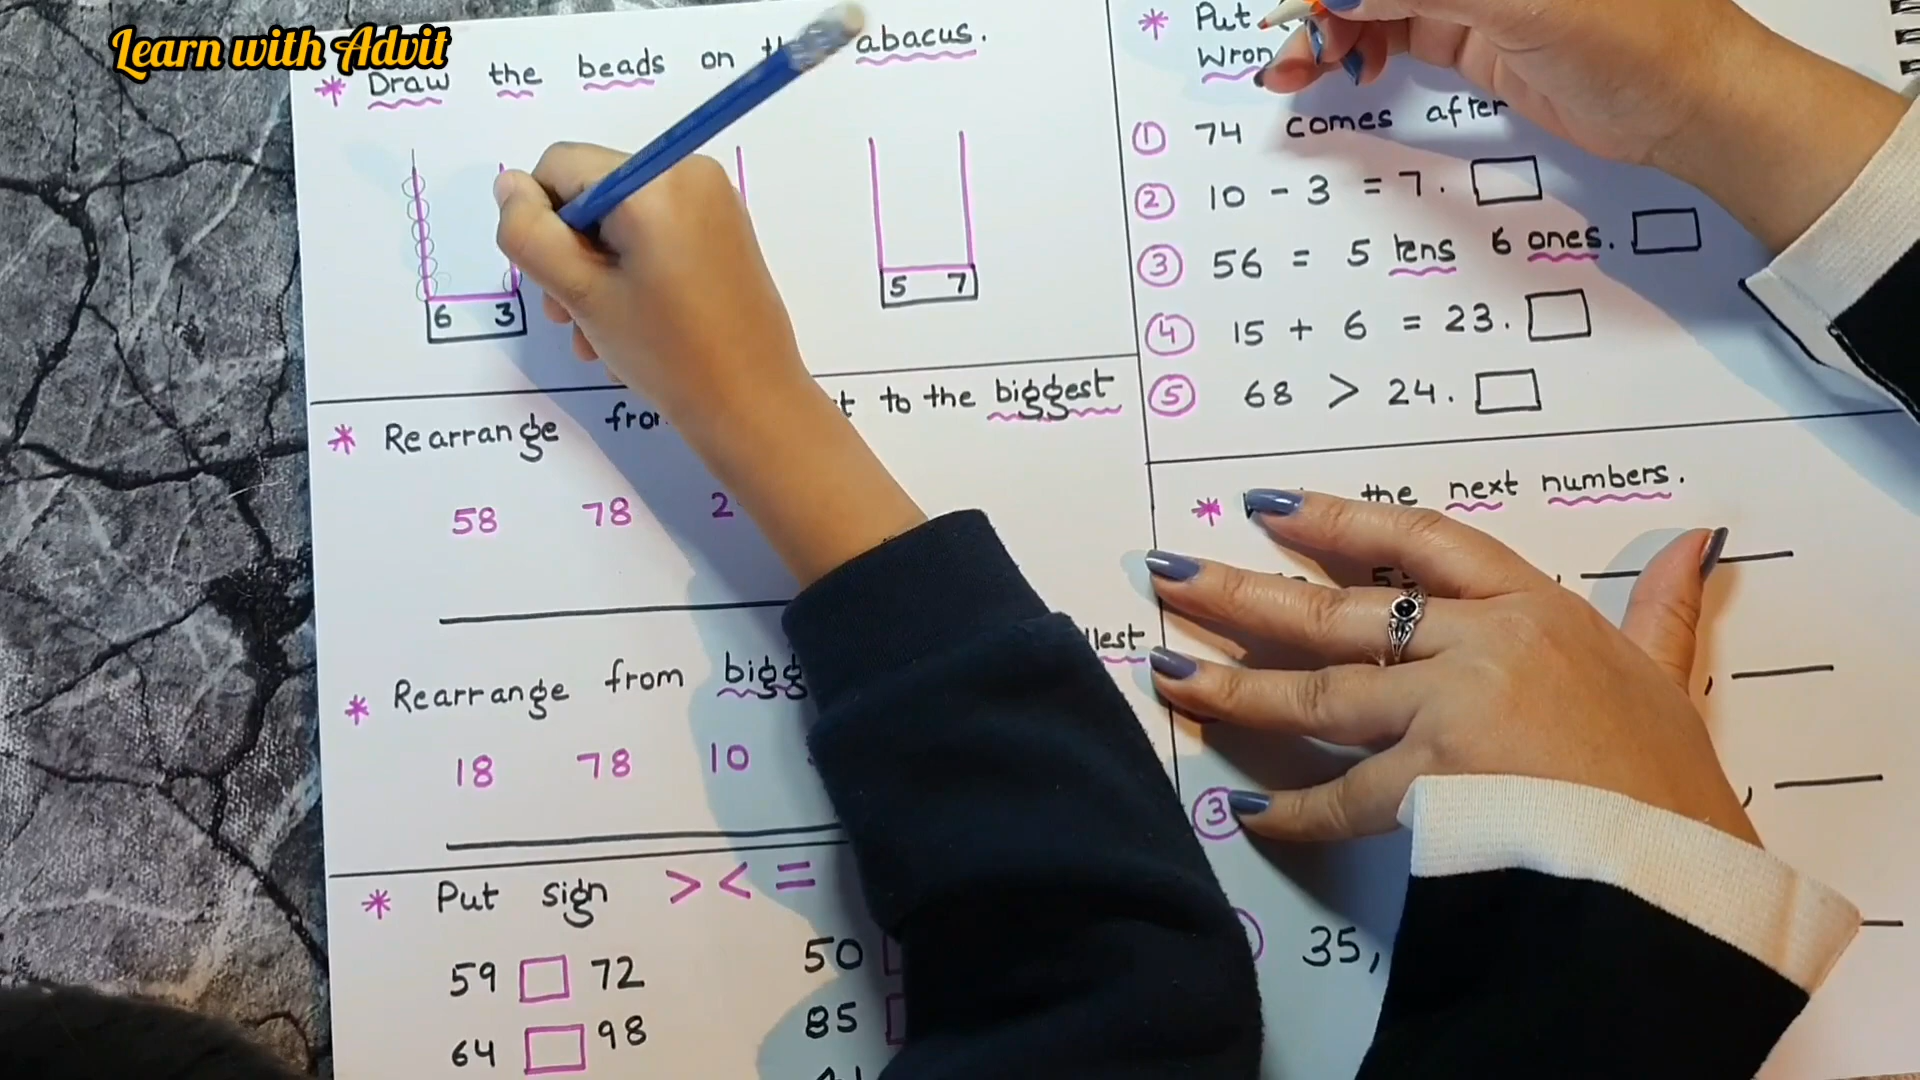 Learn with Advit
* Draw the beads on abacus.
6 3
5 7
* Rearrange to the biggest
58 78
* Rearrange from
18 78 10
* Put sign > < =
59 72
64 98
50
85
* Put
① 74 comes after
② 10 - 3 = 7.
③ 56 = 5 tens 6 ones.
④ 15 + 6 = 23.
⑤ 68 > 24.
* the next numbers.
③
35,